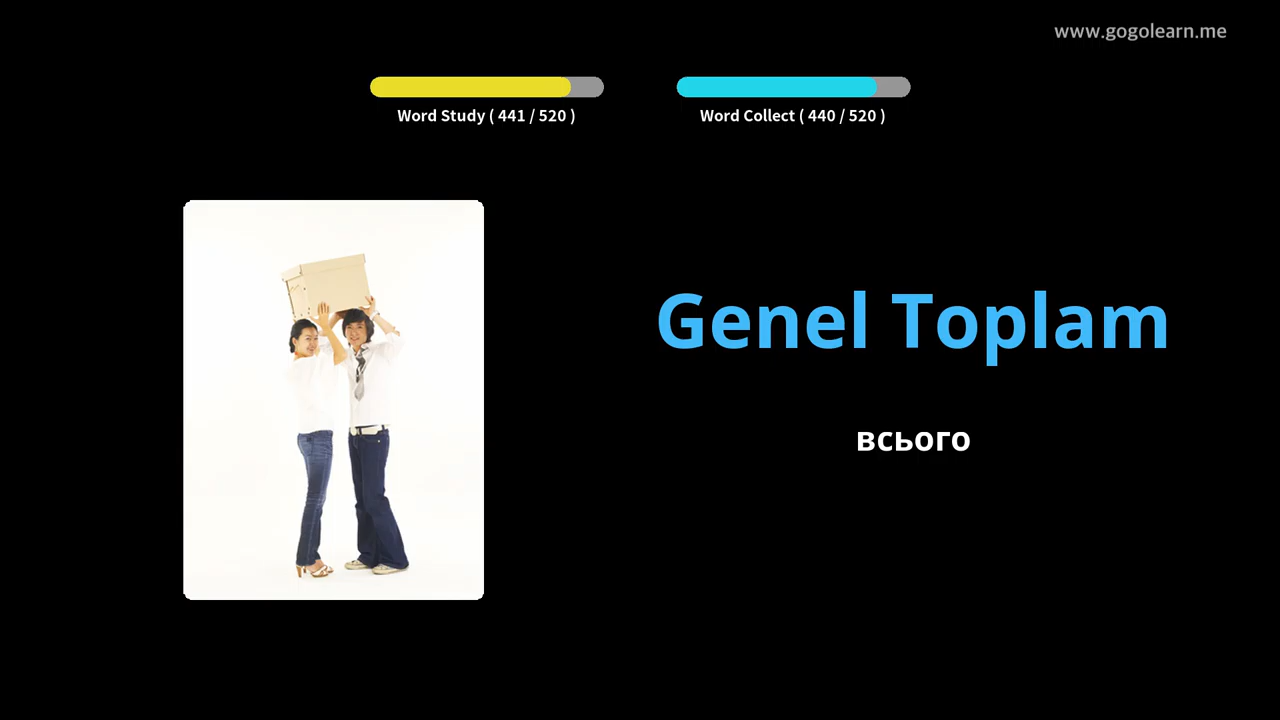 www.gogolearn.me
Word Study ( 441 / 520 )
Word Collect ( 440 / 520 )
Genel Toplam
всього